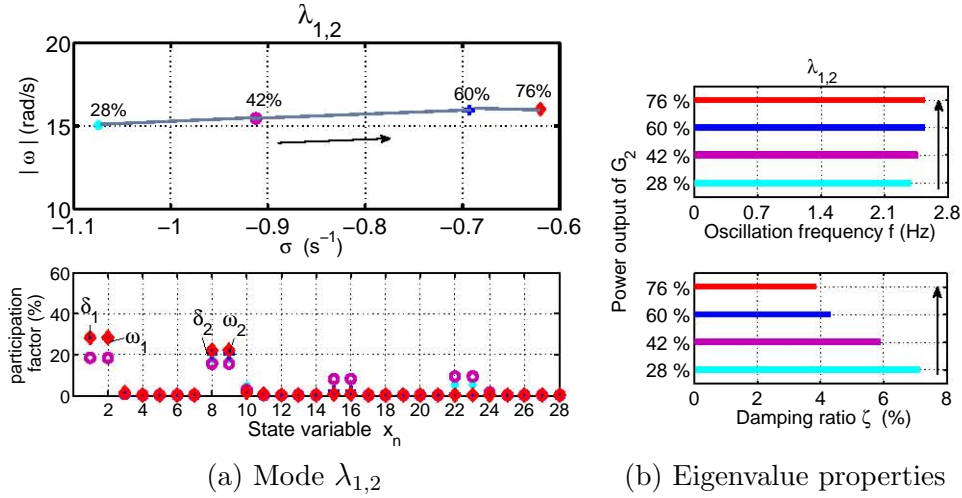 λ1,2
20
15
10
| ω | (rad/s)
28%
42%
60%
76%
−1.1 −1 −0.9 −0.8 −0.7 −0.6
σ (s−1)
60
40
20
0
participation
factor (%)
δ1
ω1
δ2
ω2
2 4 6 8 10 12 14 16 18 20 22 24 26 28
State variable xn
(a) Mode λ1,2
λ1,2
Power output of G2
76 %
60 %
42 %
28 %
0 0.7 1.4 2.1 2.8
Oscillation frequency f (Hz)
76 %
60 %
42 %
28 %
0 2 4 6 8
Damping ratio ζ (%)
(b) Eigenvalue properties